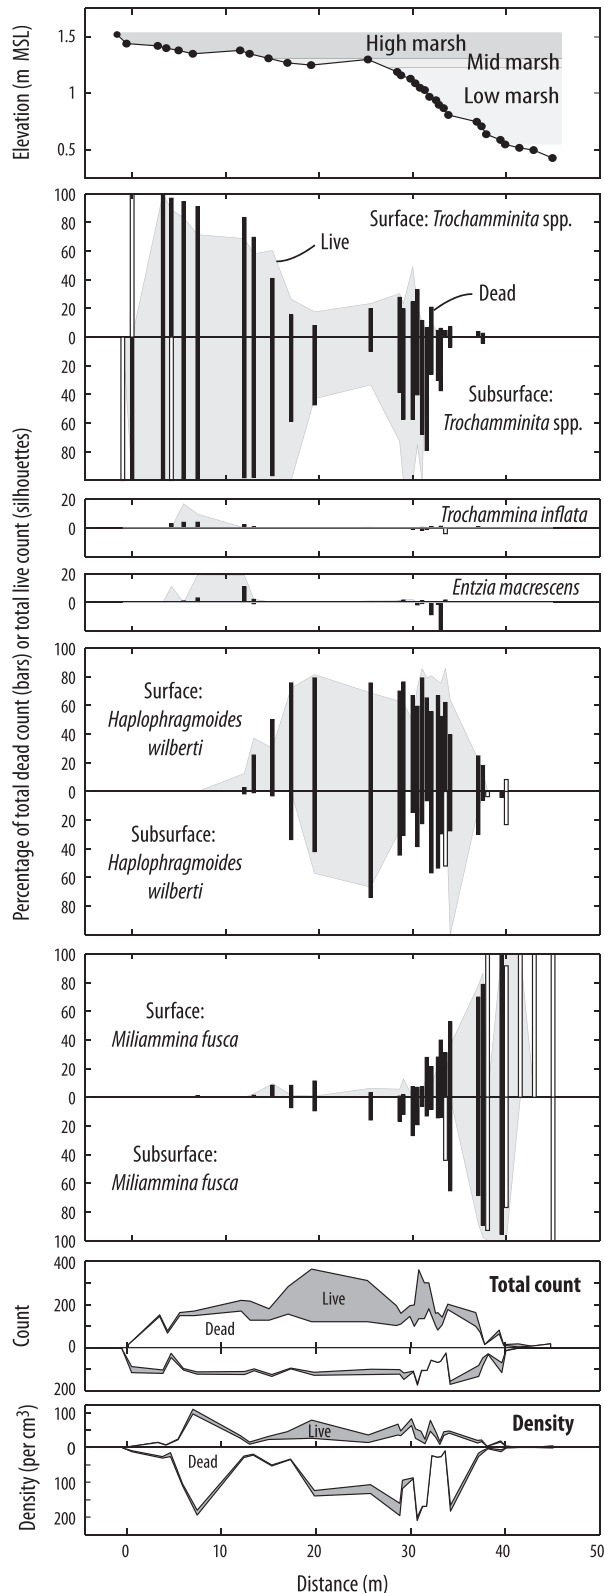 Elevation (m MSL)
1.5
1
0.5
High marsh
Mid marsh
Low marsh
Percentage of total dead count (bars) or total live count (silhouettes)
100
80
60
40
20
0
20
40
60
80
Surface: Trochamminita spp.
Live
Dead
Subsurface:
Trochamminita spp.
20
0
Trochammina inflata
20
0
Entzia macrescens
100
80
60
40
20
0
20
40
60
80
Surface:
Haplophragmoides
wilberti
Subsurface:
Haplophragmoides
wilberti
100
80
60
40
20
0
20
40
60
80
100
Surface:
Miliammina fusca
Subsurface:
Miliammina fusca
Count
400
200
0
200
Total count
Live
Dead
Density (per cm3)
100
0
100
200
Density
Live
Dead
0 10 20 30 40 50
Distance (m)